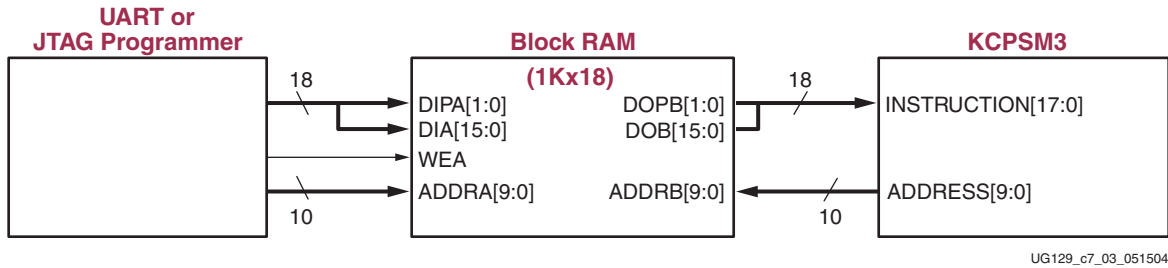 UART or
JTAG Programmer
Block RAM
KCPSM3
(1Kx18)
18
18
DIPA[1:0]
DOPB[1:0]
INSTRUCTION[17:0]
DIA[15:0]
DOB[15:0]
WEA
ADDRA[9:0]
ADDRB[9:0]
ADDRESS[9:0]
10
10
UG129_c7_03_051504